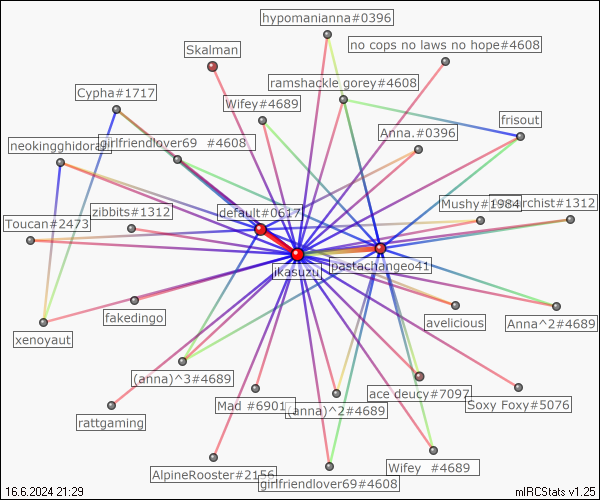 hypomanianna#0396
no cops no laws no hope#4608
Skalman
ramshackle gorey#4608
Cypha#1717
Wifey#4689
frisout
Anna.#0396
girlfriendlover69 #4608
neokingghidorah
Mushy#1984
#1312
zibbits#1312
default#0617
Toucan#2473
pastachangeo41
ikasuzu
fakedingo
avelicious
Anna^2#4689
xenoyaut
(anna)^3#4689
ace deucy#7097
Mad #6901
(anna)^2#4689
Soxy Foxy#5076
rattgaming
AlpineRooster#2156
Wifey #4689
girlfriendlover69#4608
16.6.2024 21:29
mIRCStats v1.25